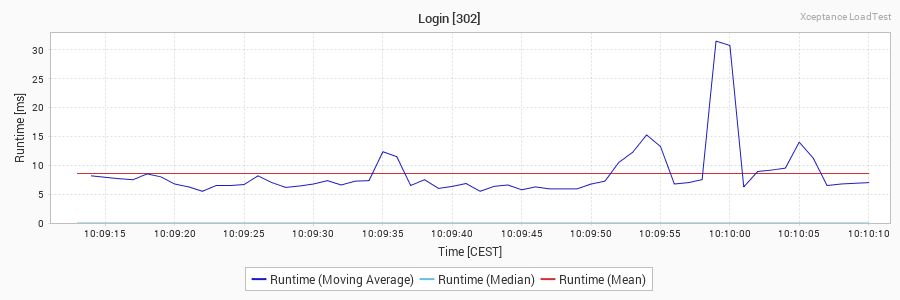 Login [302]
Xceptance LoadTest
Runtime [ms]
30
25
20
15
10
5
0
10:09:15 10:09:20 10:09:25 10:09:30 10:09:35 10:09:40 10:09:45 10:09:50 10:09:55 10:10:00 10:10:05 10:10:10
Time [CEST]
Runtime (Moving Average) Runtime (Median) Runtime (Mean)